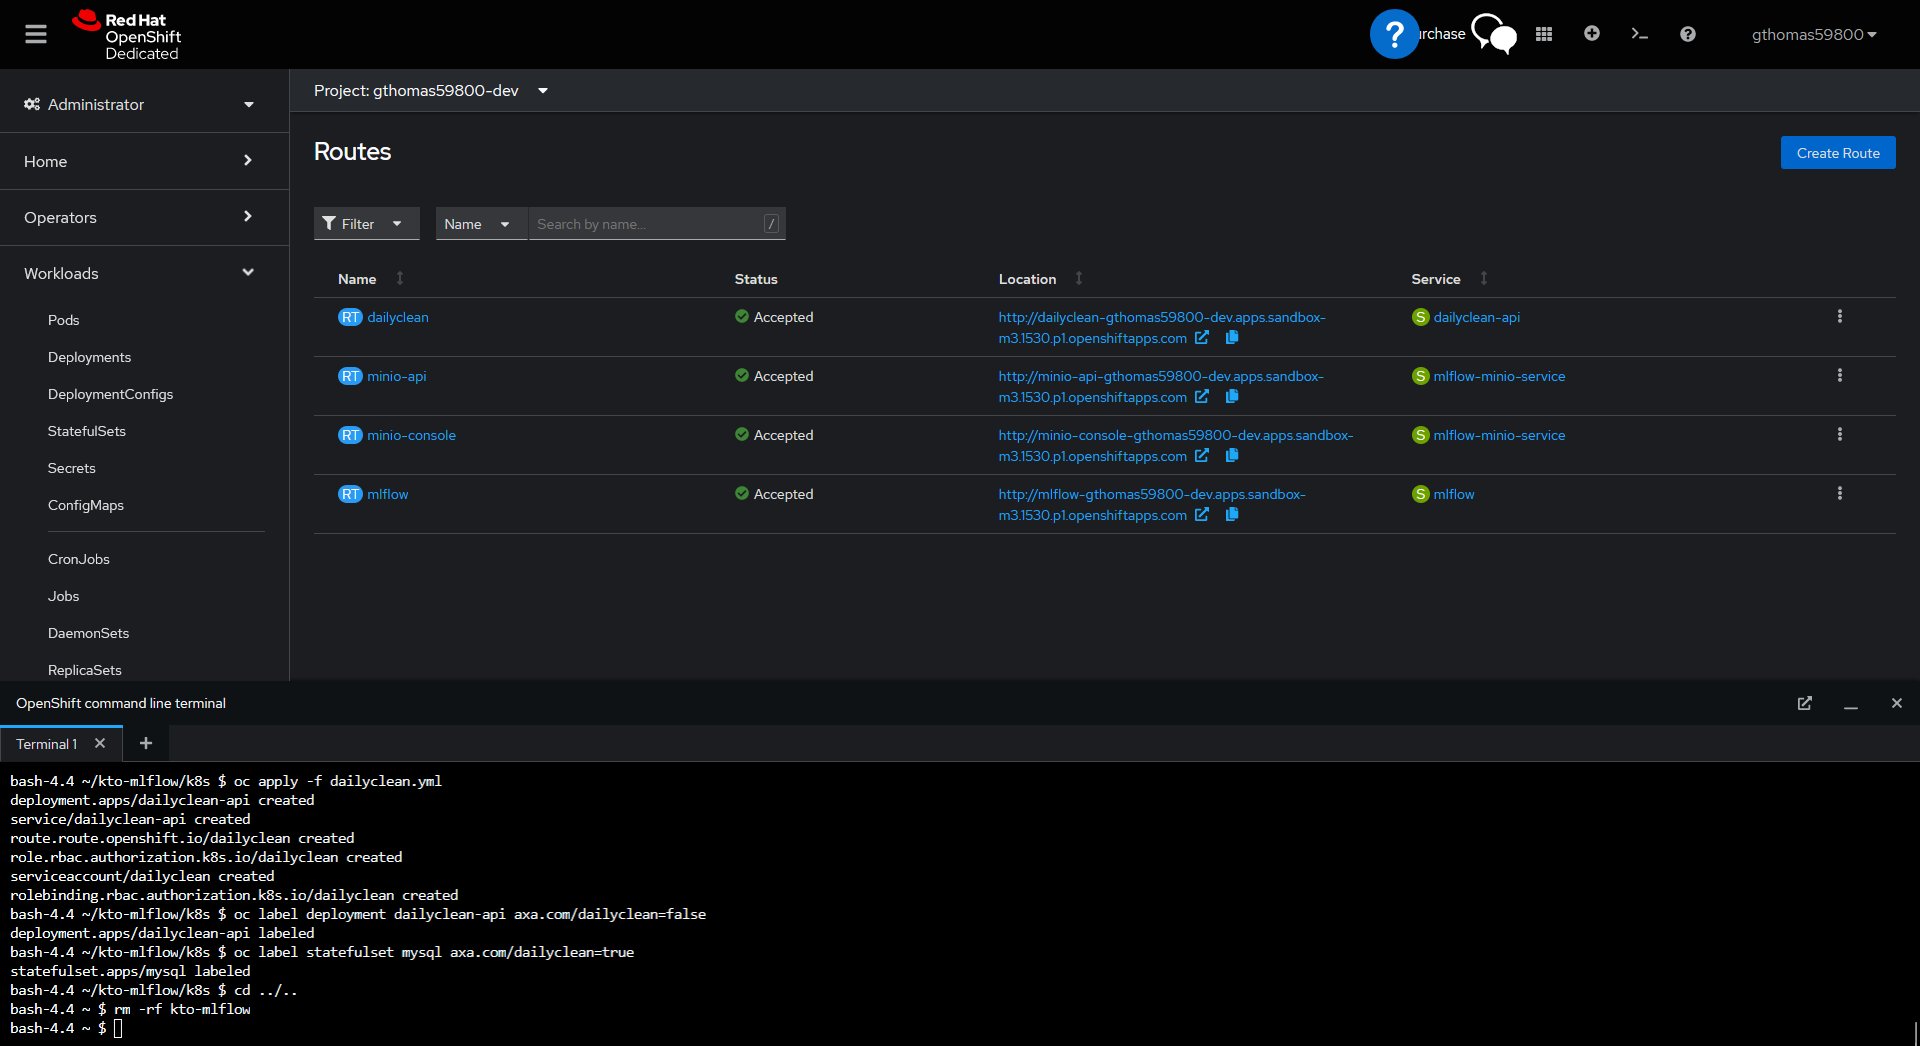 Red Hat
OpenShift
Dedicated
?
rchase
gthomas59800
Administrator
Home
Operators
Workloads
Pods
Deployments
DeploymentConfigs
StatefulSets
Secrets
ConfigMaps
CronJobs
Jobs
DaemonSets
ReplicaSets
Project: gthomas59800-dev
Routes
Create Route
Filter
Name
Search by name...
/
Name Status Location Service
RT dailyclean Accepted http://dailyclean-gthomas59800-dev.apps.sandbox- S dailyclean-api
m3.1530.p1.openshiftapps.com
RT minio-api Accepted http://minio-api-gthomas59800-dev.apps.sandbox- S mlflow-minio-service
m3.1530.p1.openshiftapps.com
RT minio-console Accepted http://minio-console-gthomas59800-dev.apps.sandbox- S mlflow-minio-service
m3.1530.p1.openshiftapps.com
RT mlflow Accepted http://mlflow-gthomas59800-dev.apps.sandbox- S mlflow
m3.1530.p1.openshiftapps.com
OpenShift command line terminal
Terminal 1
bash-4.4 ~/kto-mlflow/k8s $ oc apply -f dailyclean.yml
deployment.apps/dailyclean-api created
service/dailyclean-api created
route.route.openshift.io/dailyclean created
role.rbac.authorization.k8s.io/dailyclean created
serviceaccount/dailyclean created
rolebinding.rbac.authorization.k8s.io/dailyclean created
bash-4.4 ~/kto-mlflow/k8s $ oc label deployment dailyclean-api axa.com/dailyclean=false
deployment.apps/dailyclean-api labeled
bash-4.4 ~/kto-mlflow/k8s $ oc label statefulset mysql axa.com/dailyclean=true
statefulset.apps/mysql labeled
bash-4.4 ~/kto-mlflow/k8s $ cd ../..
bash-4.4 ~ $ rm -rf kto-mlflow
bash-4.4 ~ $